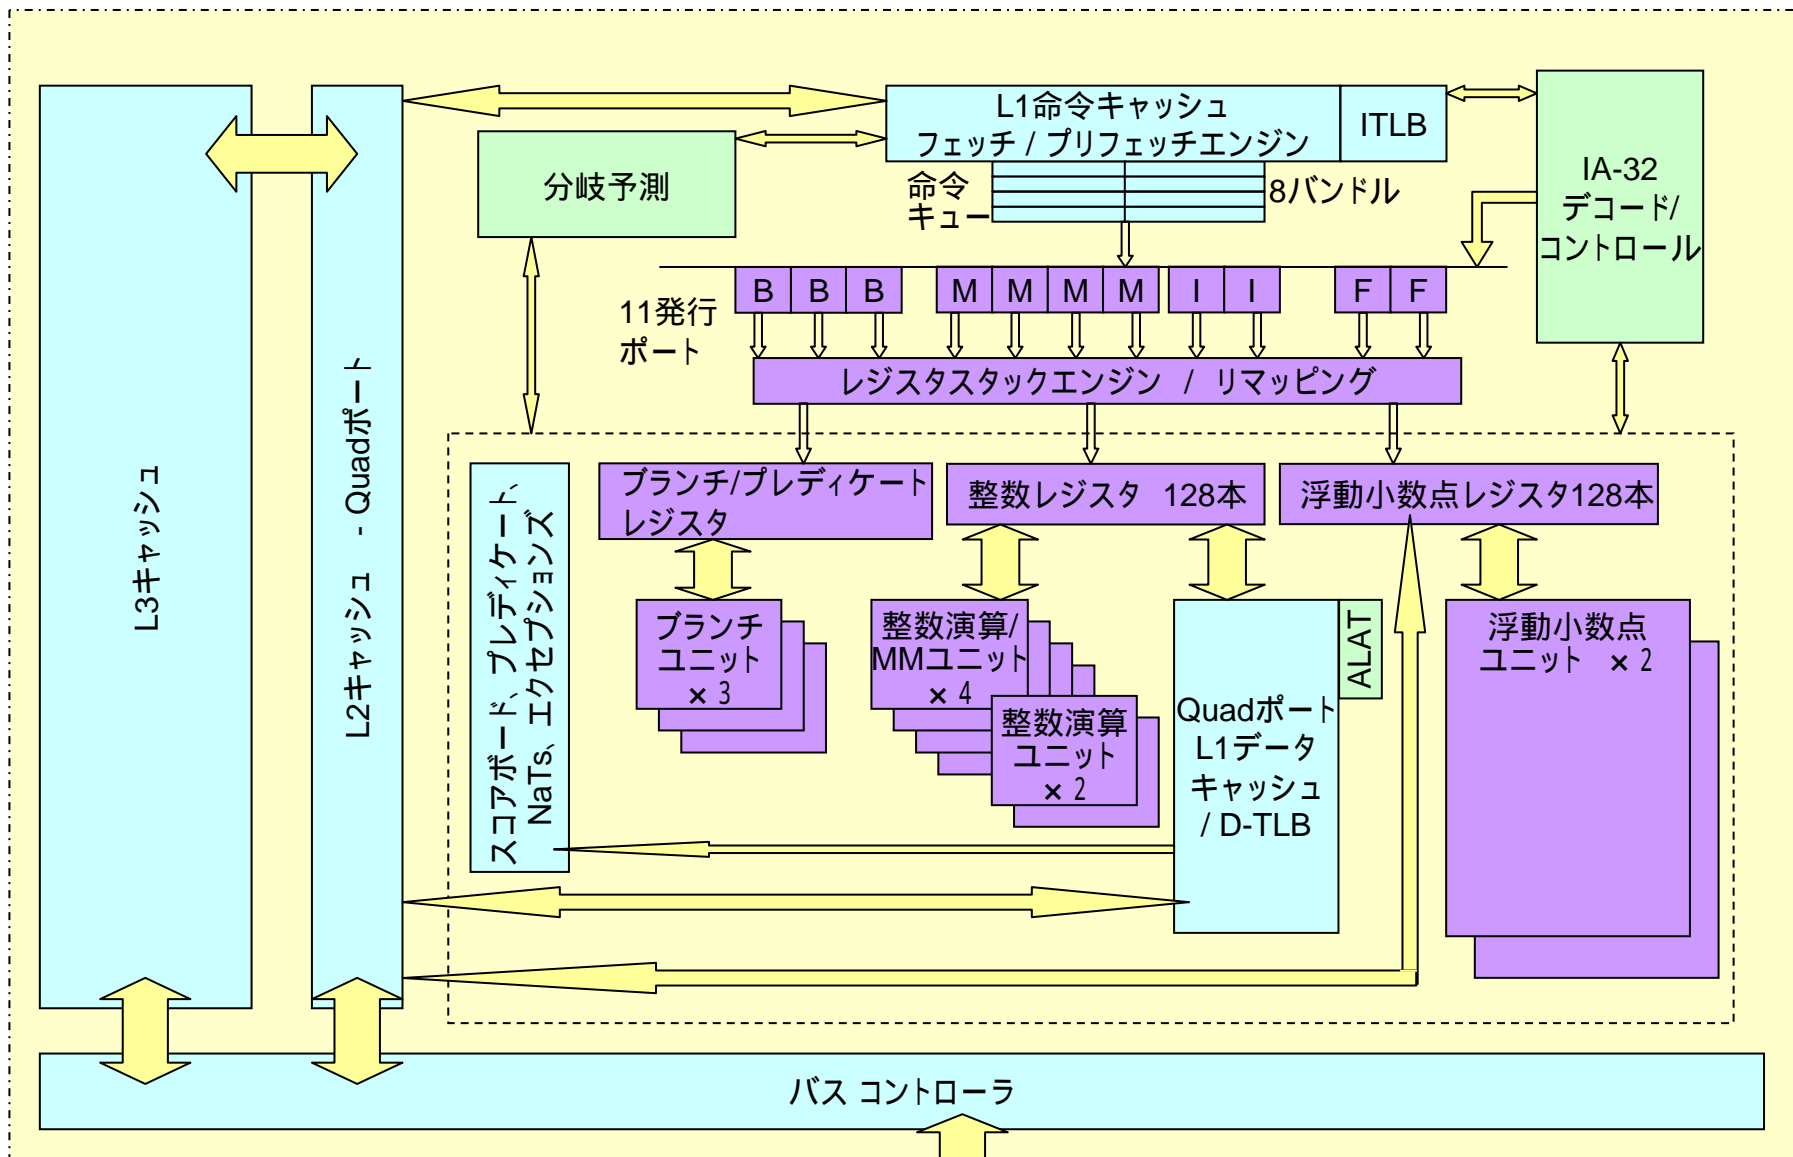 L1命令キャッシュ
フェッチ / プリフェッチエンジン
ITLB
IA-32
デコード/
コントロール
分岐予測
命令
キュー
8バンドル
B B B M M M M I I F F
11発行
ポート
レジスタスタックエンジン / リマッピング
L3キャッシュ
L2キャッシュ - Quadポート
スコアボード、プレディケート、
NaTs、エクセプションズ
ブランチ/プレディケート
レジスタ
整数レジスタ 128本
浮動小数点レジスタ128本
ブランチ
ユニット
× 3
整数演算/
MMユニット
× 4
整数演算
ユニット
× 2
Quadポート
L1データ
キャッシュ
/ D-TLB
ALAT
浮動小数点
ユニット × 2
バス コントローラ